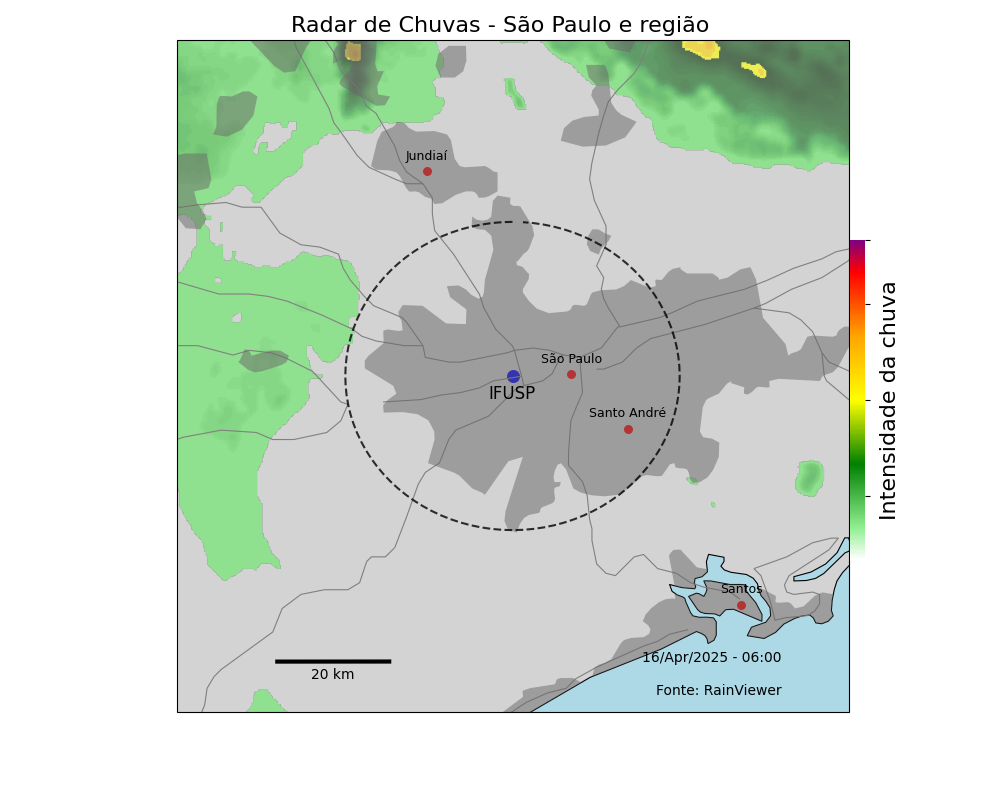 Radar de Chuvas - São Paulo e região
Jundiaí
São Paulo
IFUSP
Santo André
Santos
16/Apr/2025 - 06:00
20 km
Fonte: RainViewer
Intensidade da chuva